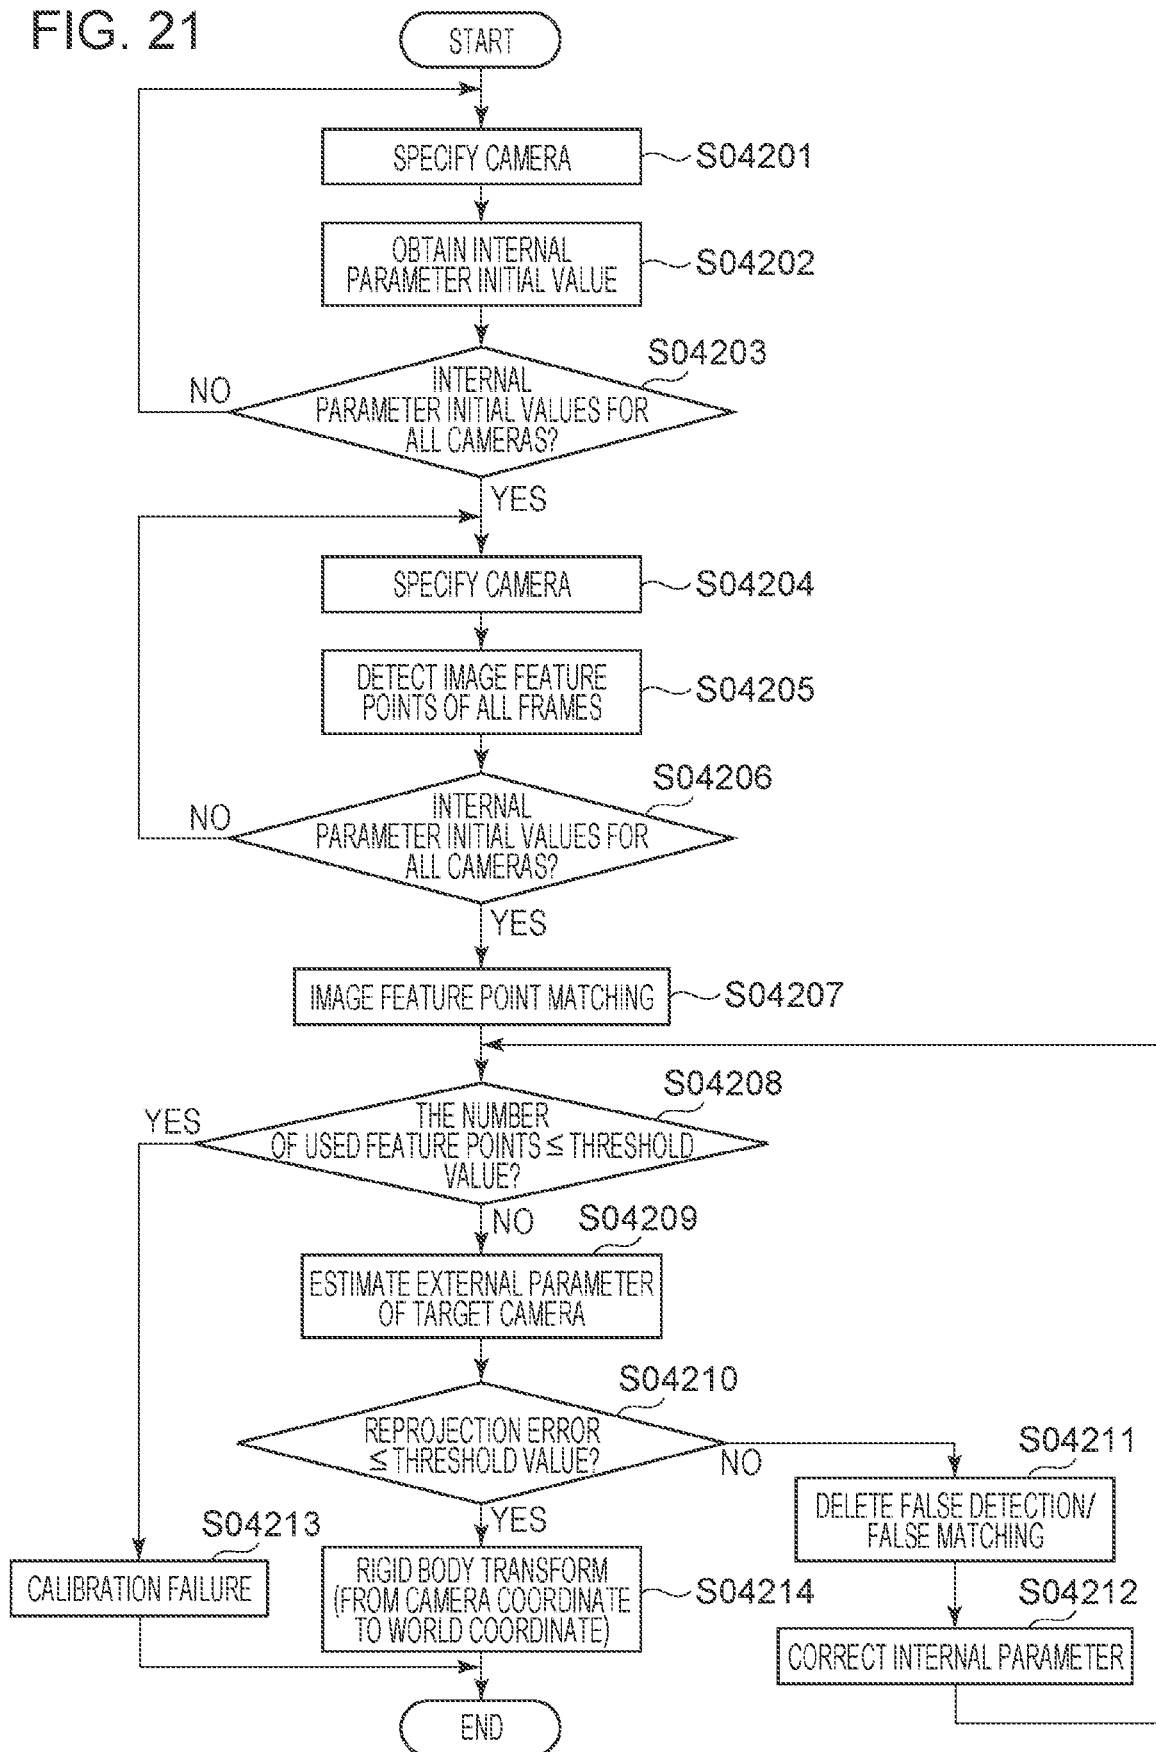 FIG. 21
START
SPECIFY CAMERA
S04201
OBTAIN INTERNAL
PARAMETER INITIAL VALUE
S04202
S04203
INTERNAL
PARAMETER INITIAL VALUES FOR
ALL CAMERAS?
NO
YES
SPECIFY CAMERA
S04204
DETECT IMAGE FEATURE
POINTS OF ALL FRAMES
S04205
S04206
INTERNAL
PARAMETER INITIAL VALUES FOR
ALL CAMERAS?
NO
YES
IMAGE FEATURE POINT MATCHING
S04207
S04208
YES
THE NUMBER
OF USED FEATURE POINTS ≦ THRESHOLD
VALUE?
NO
S04209
ESTIMATE EXTERNAL PARAMETER
OF TARGET CAMERA
S04210
REPROJECTION ERROR
≦ THRESHOLD VALUE?
NO
YES
S04211
DELETE FALSE DETECTION/
FALSE MATCHING
S04212
CORRECT INTERNAL PARAMETER
S04213
CALIBRATION FAILURE
RIGID BODY TRANSFORM
(FROM CAMERA COORDINATE
TO WORLD COORDINATE)
S04214
END